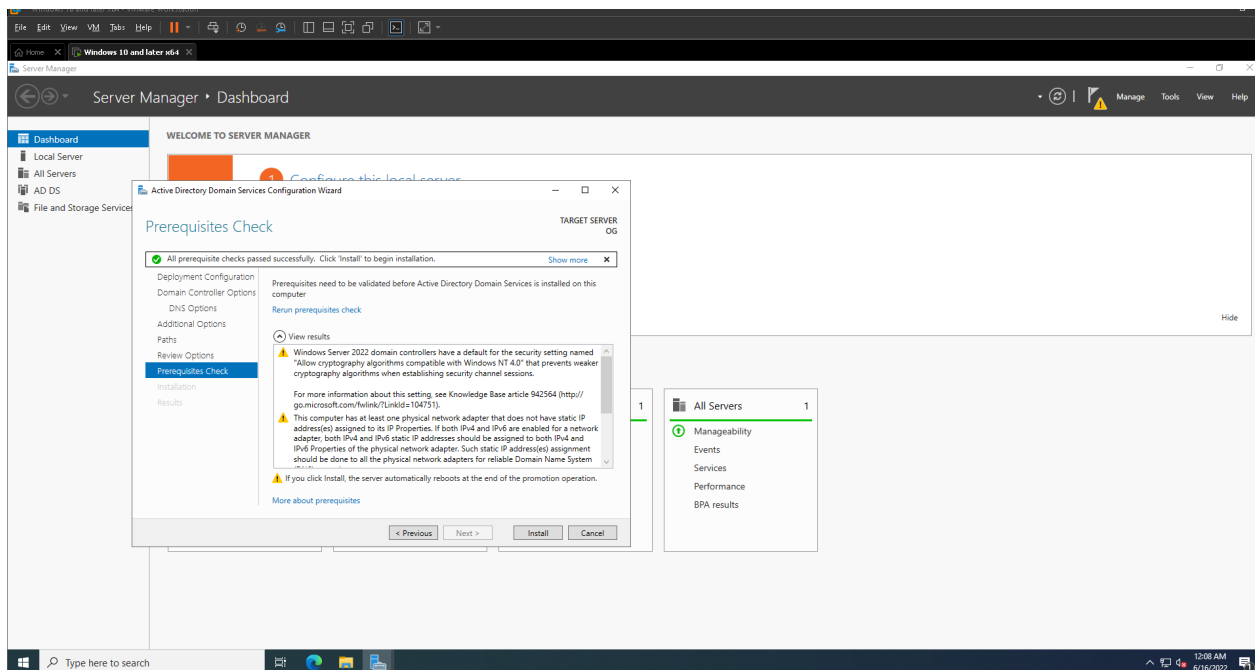 Windows 10 and later x64 - VMware Workstation
File Edit View VM Tabs Help
Home Windows 10 and later x64
Server Manager
Server Manager Dashboard
Manage Tools View Help
Dashboard
Local Server
All Servers
AD DS
File and Storage Services
WELCOME TO SERVER MANAGER
1 Configure this local server
Active Directory Domain Services Configuration Wizard
Prerequisites Check
TARGET SERVER
OG
All prerequisite checks passed successfully. Click 'Install' to begin installation.
Show more
Deployment Configuration
Domain Controller Options
DNS Options
Additional Options
Paths
Review Options
Prerequisites Check
Installation
Results
Prerequisites need to be validated before Active Directory Domain Services is installed on this
computer
Rerun prerequisites check
View results
Windows Server 2022 domain controllers have a default for the security setting named
"Allow cryptography algorithms compatible with Windows NT 4.0" that prevents weaker
cryptography algorithms when establishing security channel sessions.
For more information about this setting, see Knowledge Base article 942564 (http://
go.microsoft.com/fwlink/?LinkId=104751).
This computer has at least one physical network adapter that does not have static IP
address(es) assigned to its IP Properties. If both IPv4 and IPv6 are enabled for a network
adapter, both IPv4 and IPv6 static IP addresses should be assigned to both IPv4 and
IPv6 Properties of the physical network adapter. Such static IP address(es) assignment
should be done to all the physical network adapters for reliable Domain Name System
If you click Install, the server automatically reboots at the end of the promotion operation.
More about prerequisites
< Previous Next > Install Cancel
Hide
1
All Servers 1
Manageability
Events
Services
Performance
BPA results
Type here to search
12:08 AM
6/16/2022